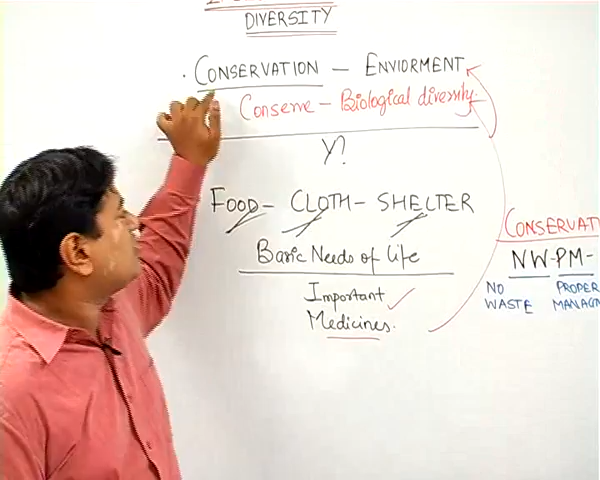 DIVERSITY
· CONSERVATION – ENVIORMENT
Conserve – Biological diversity.
Y?
FOOD – CLOTH – SHELTER
Basic Needs of life
Important
Medicines.
CONSERVAT
NW-PM-
NO PROPER
WASTE MANAGM